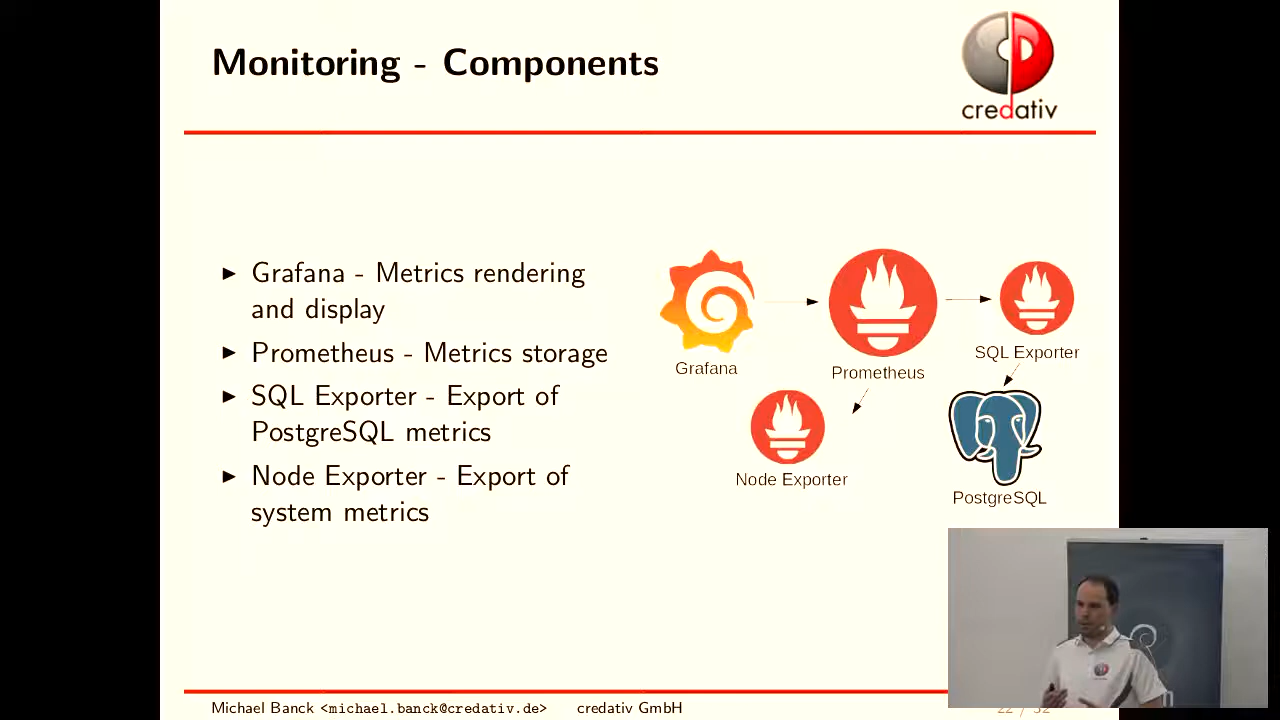 Monitoring - Components
credativ
Grafana - Metrics rendering
and display
Prometheus - Metrics storage
SQL Exporter - Export of
PostgreSQL metrics
Node Exporter - Export of
system metrics
Grafana
Prometheus
SQL Exporter
Node Exporter
PostgreSQL
Michael Banck <michael.banck@credativ.de>
credativ GmbH